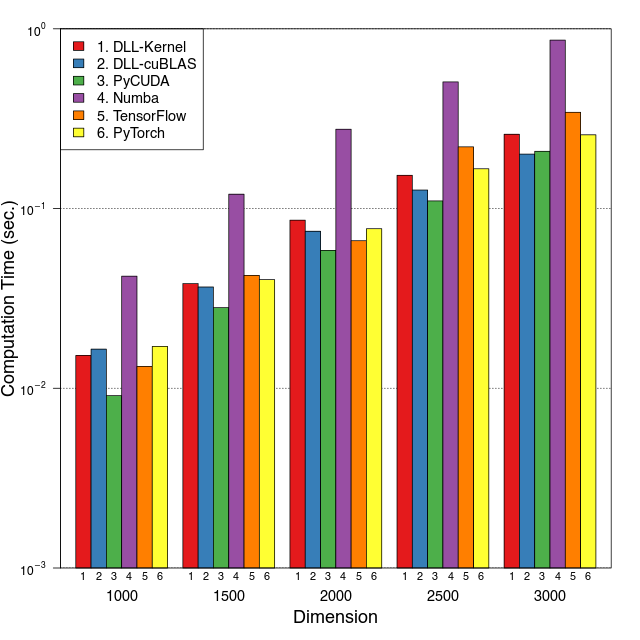 10⁰
1. DLL-Kernel
2. DLL-cuBLAS
3. PyCUDA
4. Numba
5. TensorFlow
6. PyTorch
10⁻¹
Computation Time (sec.)
10⁻²
10⁻³
1 2 3 4 5 6 1 2 3 4 5 6 1 2 3 4 5 6 1 2 3 4 5 6 1 2 3 4 5 6
1000 1500 2000 2500 3000
Dimension